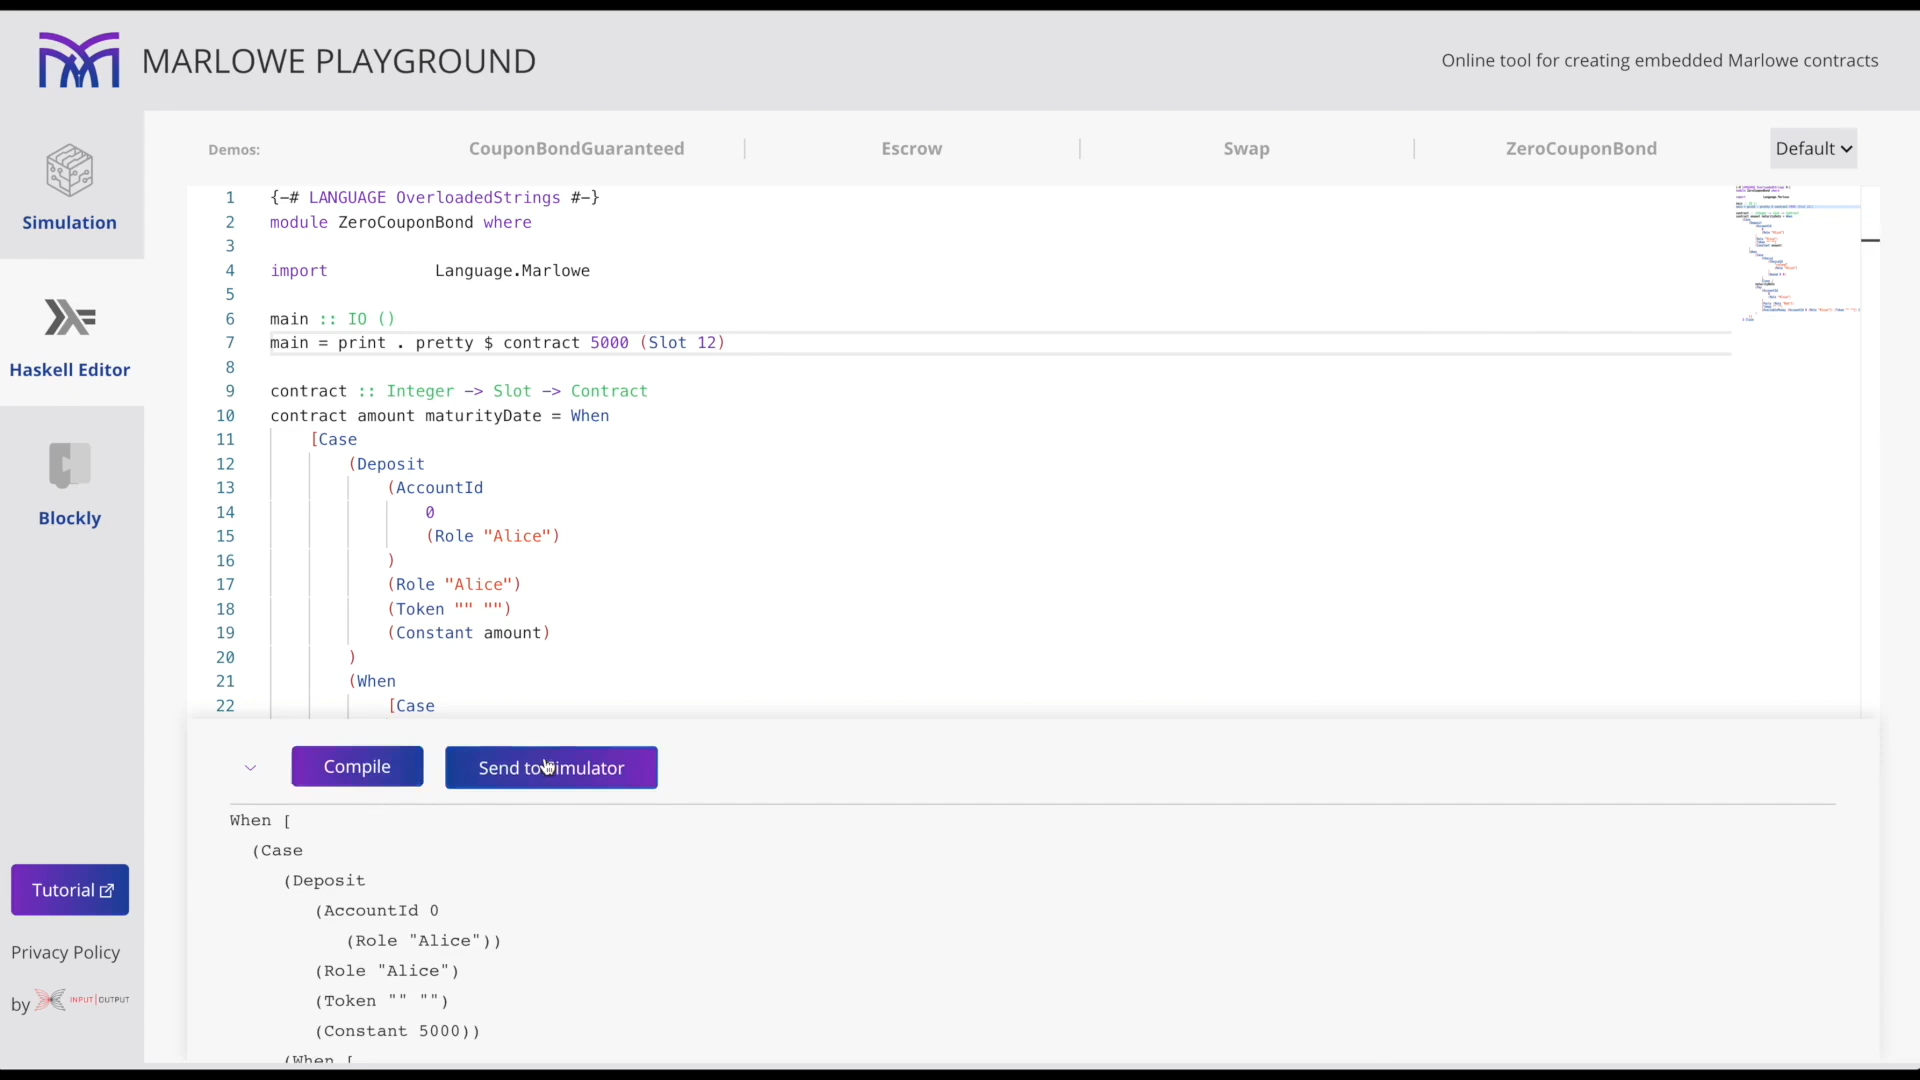 MARLOWE PLAYGROUND
Online tool for creating embedded Marlowe contracts
Simulation
Haskell Editor
Blockly
Tutorial
Privacy Policy
by INPUT|OUTPUT
Demos:
CouponBondGuaranteed
Escrow
Swap
ZeroCouponBond
Default
1 {-# LANGUAGE OverloadedStrings #-}
2 module ZeroCouponBond where
3
4 import Language.Marlowe
5
6 main :: IO ()
7 main = print . pretty $ contract 5000 (Slot 12)
8
9 contract :: Integer -> Slot -> Contract
10 contract amount maturityDate = When
11 [Case
12 (Deposit
13 (AccountId
14 0
15 (Role "Alice")
16 )
17 (Role "Alice")
18 (Token "" "")
19 (Constant amount)
20 )
21 (When
22 [Case
Compile
Send to Simulator
When [
(Case
(Deposit
(AccountId 0
(Role "Alice"))
(Role "Alice")
(Token "" "")
(Constant 5000))
(When [